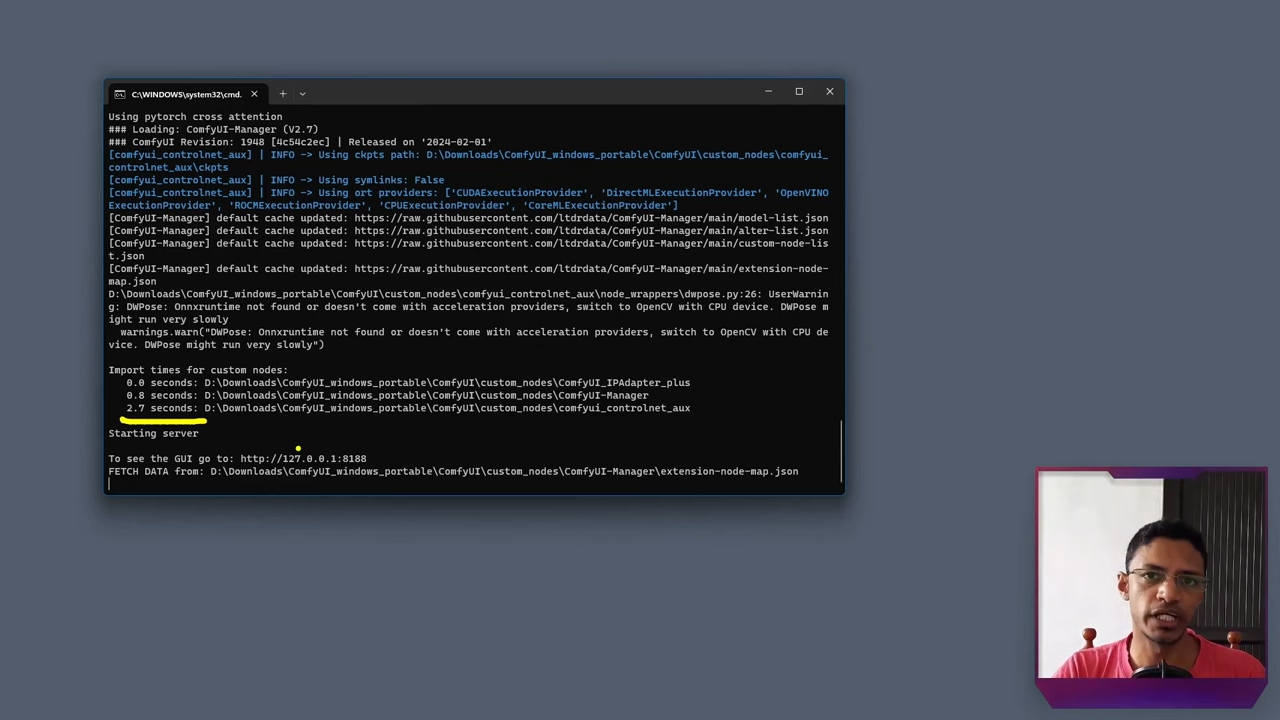 C:\WINDOWS\system32\cmd.
Using pytorch cross attention
### Loading: ComfyUI-Manager (V2.7)
### ComfyUI Revision: 1948 [4c54c2ec] | Released on '2024-02-01'
[comfyui_controlnet_aux] | INFO -> Using ckpts path: D:\Downloads\ComfyUI_windows_portable\ComfyUI\custom_nodes\comfyui_
controlnet_aux\ckpts
[comfyui_controlnet_aux] | INFO -> Using symlinks: False
[comfyui_controlnet_aux] | INFO -> Using ort providers: ['CUDAExecutionProvider', 'DirectMLExecutionProvider', 'OpenVINO
ExecutionProvider', 'ROCMExecutionProvider', 'CPUExecutionProvider', 'CoreMLExecutionProvider']
[ComfyUI-Manager] default cache updated: https://raw.githubusercontent.com/ltdrdata/ComfyUI-Manager/main/model-list.json
[ComfyUI-Manager] default cache updated: https://raw.githubusercontent.com/ltdrdata/ComfyUI-Manager/main/alter-list.json
[ComfyUI-Manager] default cache updated: https://raw.githubusercontent.com/ltdrdata/ComfyUI-Manager/main/custom-node-lis
t.json
[ComfyUI-Manager] default cache updated: https://raw.githubusercontent.com/ltdrdata/ComfyUI-Manager/main/extension-node-
map.json
D:\Downloads\ComfyUI_windows_portable\ComfyUI\custom_nodes\comfyui_controlnet_aux\node_wrappers\dwpose.py:26: UserWarnin
g: DWPose: Onnxruntime not found or doesn't come with acceleration providers, switch to OpenCV with CPU device. DWPose m
ight run very slowly
warnings.warn("DWPose: Onnxruntime not found or doesn't come with acceleration providers, switch to OpenCV with CPU de
vice. DWPose might run very slowly")
Import times for custom nodes:
0.0 seconds: D:\Downloads\ComfyUI_windows_portable\ComfyUI\custom_nodes\ComfyUI_IPAdapter_plus
0.8 seconds: D:\Downloads\ComfyUI_windows_portable\ComfyUI\custom_nodes\ComfyUI-Manager
2.7 seconds: D:\Downloads\ComfyUI_windows_portable\ComfyUI\custom_nodes\comfyui_controlnet_aux
Starting server
To see the GUI go to: http://127.0.0.1:8188
FETCH DATA from: D:\Downloads\ComfyUI_windows_portable\ComfyUI\custom_nodes\ComfyUI-Manager\extension-node-map.json